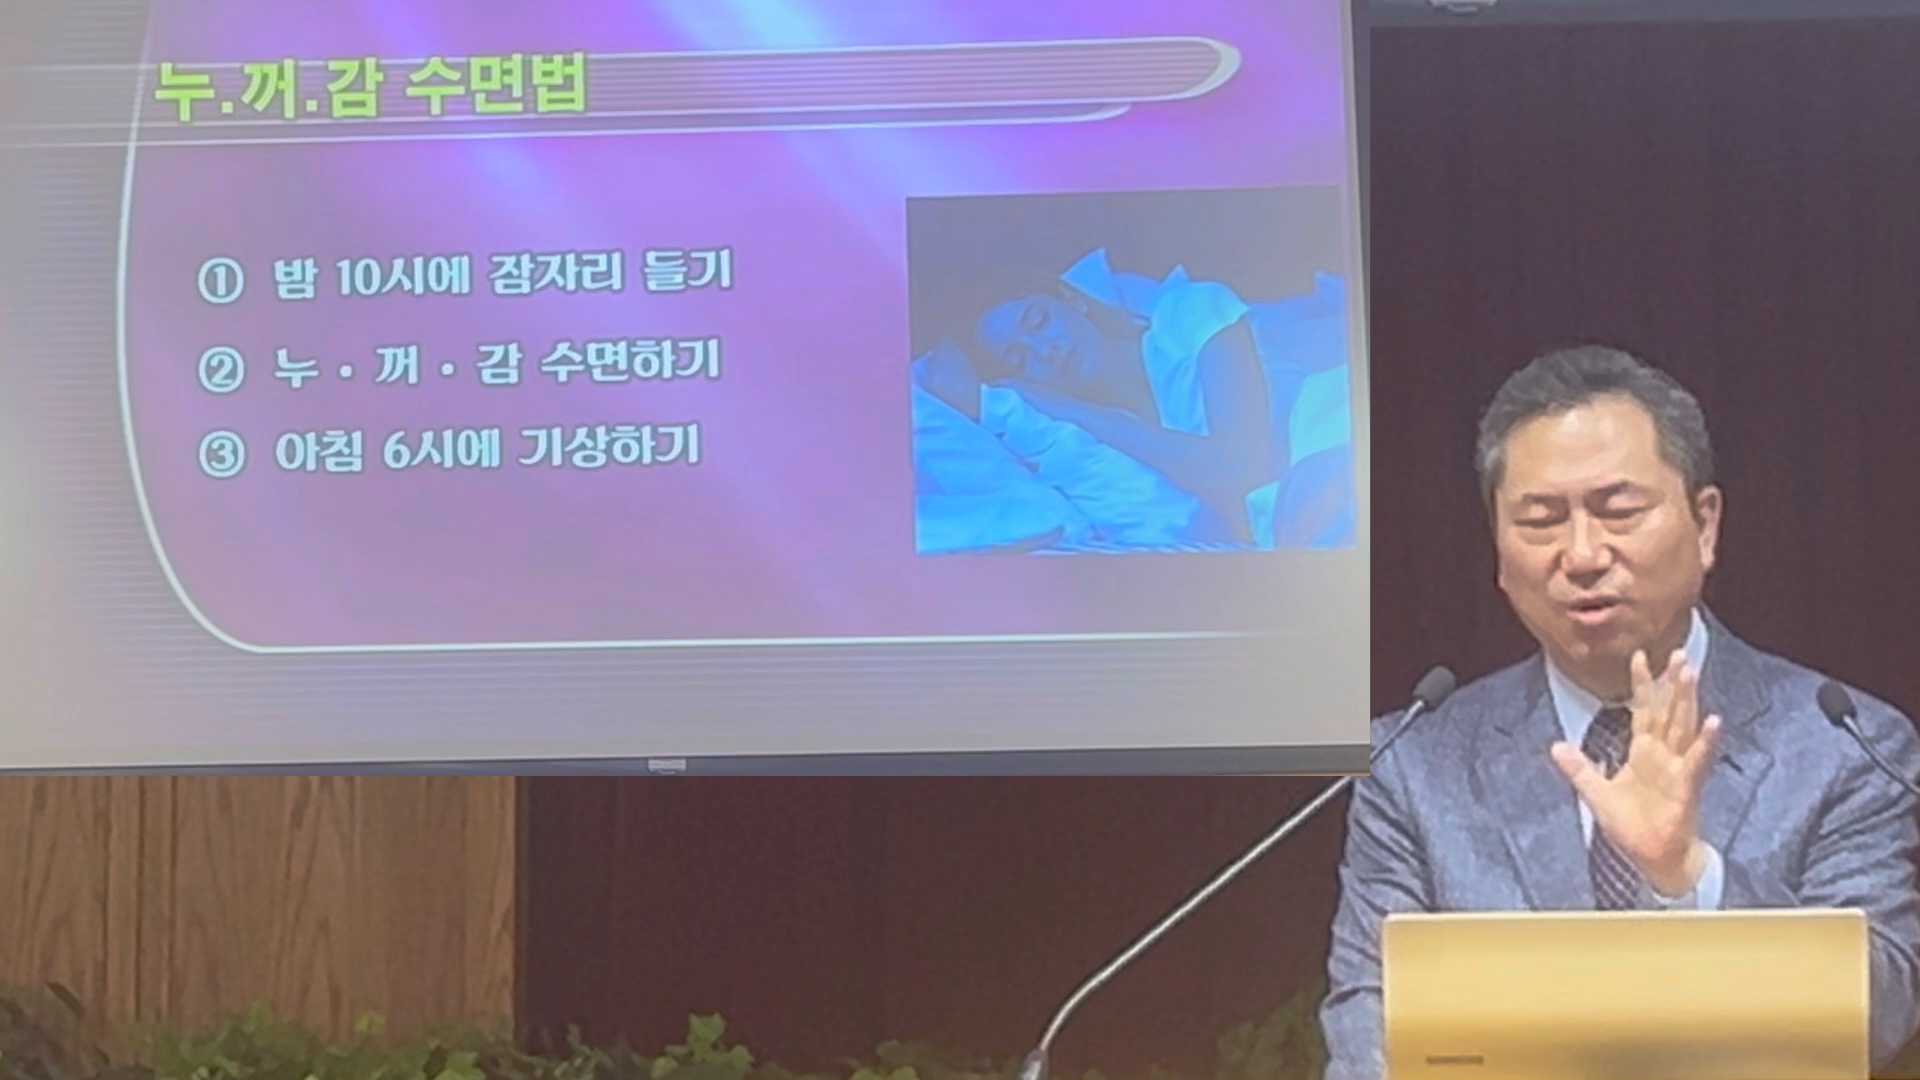 누.꺼.감 수면법
① 밤 10시에 잠자리 들기
② 누·꺼·감 수면하기
③ 아침 6시에 기상하기